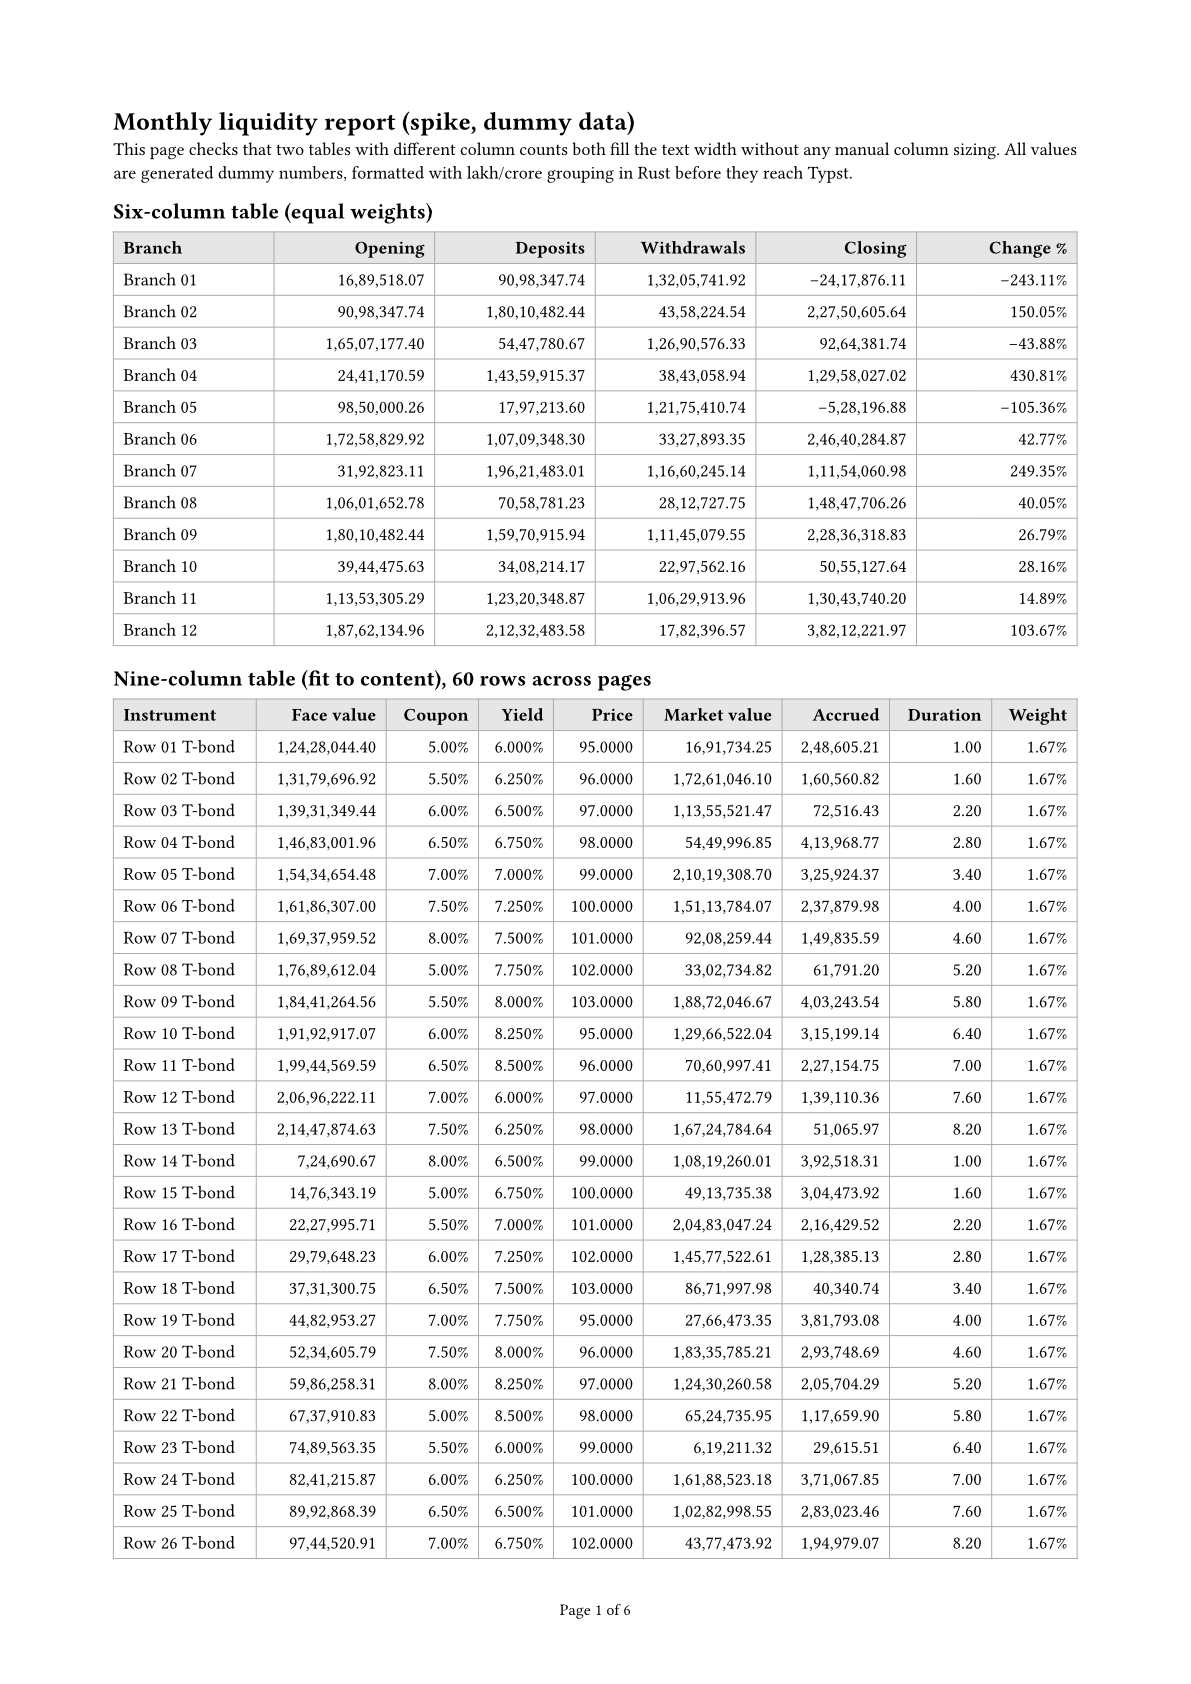 Monthly liquidity report (spike, dummy data)
This page checks that two tables with different column counts both fill the text width without any manual column sizing. All values
are generated dummy numbers, formatted with lakh/crore grouping in Rust before they reach Typst.
Six-column table (equal weights)
Branch Opening Deposits Withdrawals Closing Change %
Branch 01 16,89,518.07 90,98,347.74 1,32,05,741.92 −24,17,876.11 −243.11%
Branch 02 90,98,347.74 1,80,10,482.44 43,58,224.54 2,27,50,605.64 150.05%
Branch 03 1,65,07,177.40 54,47,780.67 1,26,90,576.33 92,64,381.74 −43.88%
Branch 04 24,41,170.59 1,43,59,915.37 38,43,058.94 1,29,58,027.02 430.81%
Branch 05 98,50,000.26 17,97,213.60 1,21,75,410.74 −5,28,196.88 −105.36%
Branch 06 1,72,58,829.92 1,07,09,348.30 33,27,893.35 2,46,40,284.87 42.77%
Branch 07 31,92,823.11 1,96,21,483.01 1,16,60,245.14 1,11,54,060.98 249.35%
Branch 08 1,06,01,652.78 70,58,781.23 28,12,727.75 1,48,47,706.26 40.05%
Branch 09 1,80,10,482.44 1,59,70,915.94 1,11,45,079.55 2,28,36,318.83 26.79%
Branch 10 39,44,475.63 34,08,214.17 22,97,562.16 50,55,127.64 28.16%
Branch 11 1,13,53,305.29 1,23,20,348.87 1,06,29,913.96 1,30,43,740.20 14.89%
Branch 12 1,87,62,134.96 2,12,32,483.58 17,82,396.57 3,82,12,221.97 103.67%
Nine-column table (fit to content), 60 rows across pages
Instrument Face value Coupon Yield Price Market value Accrued Duration Weight
Row 01 T-bond 1,24,28,044.40 5.00% 6.000% 95.0000 16,91,734.25 2,48,605.21 1.00 1.67%
Row 02 T-bond 1,31,79,696.92 5.50% 6.250% 96.0000 1,72,61,046.10 1,60,560.82 1.60 1.67%
Row 03 T-bond 1,39,31,349.44 6.00% 6.500% 97.0000 1,13,55,521.47 72,516.43 2.20 1.67%
Row 04 T-bond 1,46,83,001.96 6.50% 6.750% 98.0000 54,49,996.85 4,13,968.77 2.80 1.67%
Row 05 T-bond 1,54,34,654.48 7.00% 7.000% 99.0000 2,10,19,308.70 3,25,924.37 3.40 1.67%
Row 06 T-bond 1,61,86,307.00 7.50% 7.250% 100.0000 1,51,13,784.07 2,37,879.98 4.00 1.67%
Row 07 T-bond 1,69,37,959.52 8.00% 7.500% 101.0000 92,08,259.44 1,49,835.59 4.60 1.67%
Row 08 T-bond 1,76,89,612.04 5.00% 7.750% 102.0000 33,02,734.82 61,791.20 5.20 1.67%
Row 09 T-bond 1,84,41,264.56 5.50% 8.000% 103.0000 1,88,72,046.67 4,03,243.54 5.80 1.67%
Row 10 T-bond 1,91,92,917.07 6.00% 8.250% 95.0000 1,29,66,522.04 3,15,199.14 6.40 1.67%
Row 11 T-bond 1,99,44,569.59 6.50% 8.500% 96.0000 70,60,997.41 2,27,154.75 7.00 1.67%
Row 12 T-bond 2,06,96,222.11 7.00% 6.000% 97.0000 11,55,472.79 1,39,110.36 7.60 1.67%
Row 13 T-bond 2,14,47,874.63 7.50% 6.250% 98.0000 1,67,24,784.64 51,065.97 8.20 1.67%
Row 14 T-bond 7,24,690.67 8.00% 6.500% 99.0000 1,08,19,260.01 3,92,518.31 1.00 1.67%
Row 15 T-bond 14,76,343.19 5.00% 6.750% 100.0000 49,13,735.38 3,04,473.92 1.60 1.67%
Row 16 T-bond 22,27,995.71 5.50% 7.000% 101.0000 2,04,83,047.24 2,16,429.52 2.20 1.67%
Row 17 T-bond 29,79,648.23 6.00% 7.250% 102.0000 1,45,77,522.61 1,28,385.13 2.80 1.67%
Row 18 T-bond 37,31,300.75 6.50% 7.500% 103.0000 86,71,997.98 40,340.74 3.40 1.67%
Row 19 T-bond 44,82,953.27 7.00% 7.750% 95.0000 27,66,473.35 3,81,793.08 4.00 1.67%
Row 20 T-bond 52,34,605.79 7.50% 8.000% 96.0000 1,83,35,785.21 2,93,748.69 4.60 1.67%
Row 21 T-bond 59,86,258.31 8.00% 8.250% 97.0000 1,24,30,260.58 2,05,704.29 5.20 1.67%
Row 22 T-bond 67,37,910.83 5.00% 8.500% 98.0000 65,24,735.95 1,17,659.90 5.80 1.67%
Row 23 T-bond 74,89,563.35 5.50% 6.000% 99.0000 6,19,211.32 29,615.51 6.40 1.67%
Row 24 T-bond 82,41,215.87 6.00% 6.250% 100.0000 1,61,88,523.18 3,71,067.85 7.00 1.67%
Row 25 T-bond 89,92,868.39 6.50% 6.500% 101.0000 1,02,82,998.55 2,83,023.46 7.60 1.67%
Row 26 T-bond 97,44,520.91 7.00% 6.750% 102.0000 43,77,473.92 1,94,979.07 8.20 1.67%
Page 1 of 6